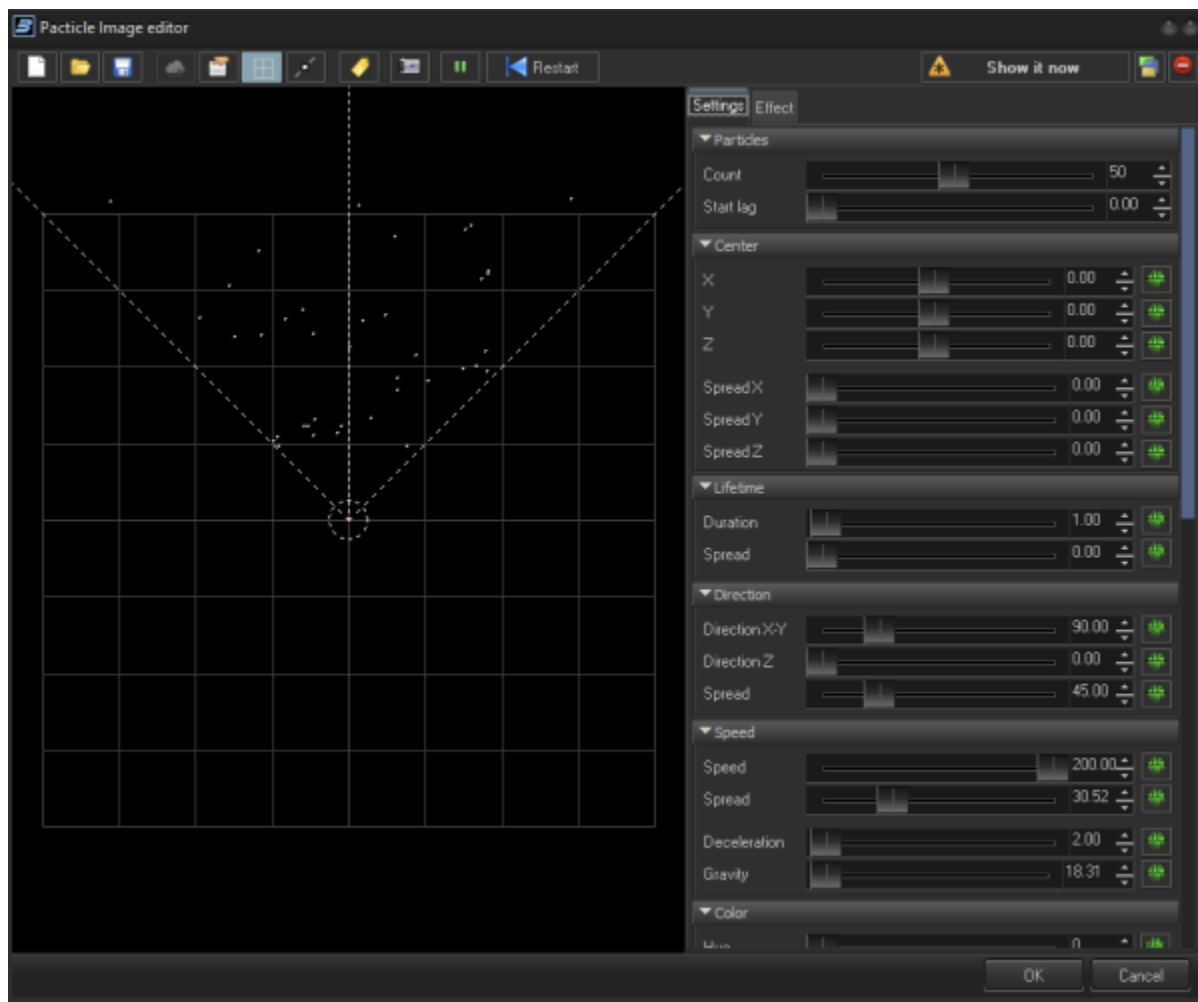 Pacticle Image editor
Restart
Show it now
Settings Effect
Particles
Count 50
Start lag 0.00
Center
X 0.00
Y 0.00
Z 0.00
Spread X 0.00
Spread Y 0.00
Spread Z 0.00
Lifetime
Duration 1.00
Spread 0.00
Direction
Direction X-Y 90.00
Direction Z 0.00
Spread 45.00
Speed
Speed 200.00
Spread 30.52
Deceleration 2.00
Gravity 18.31
Color
Hue 0
OK Cancel